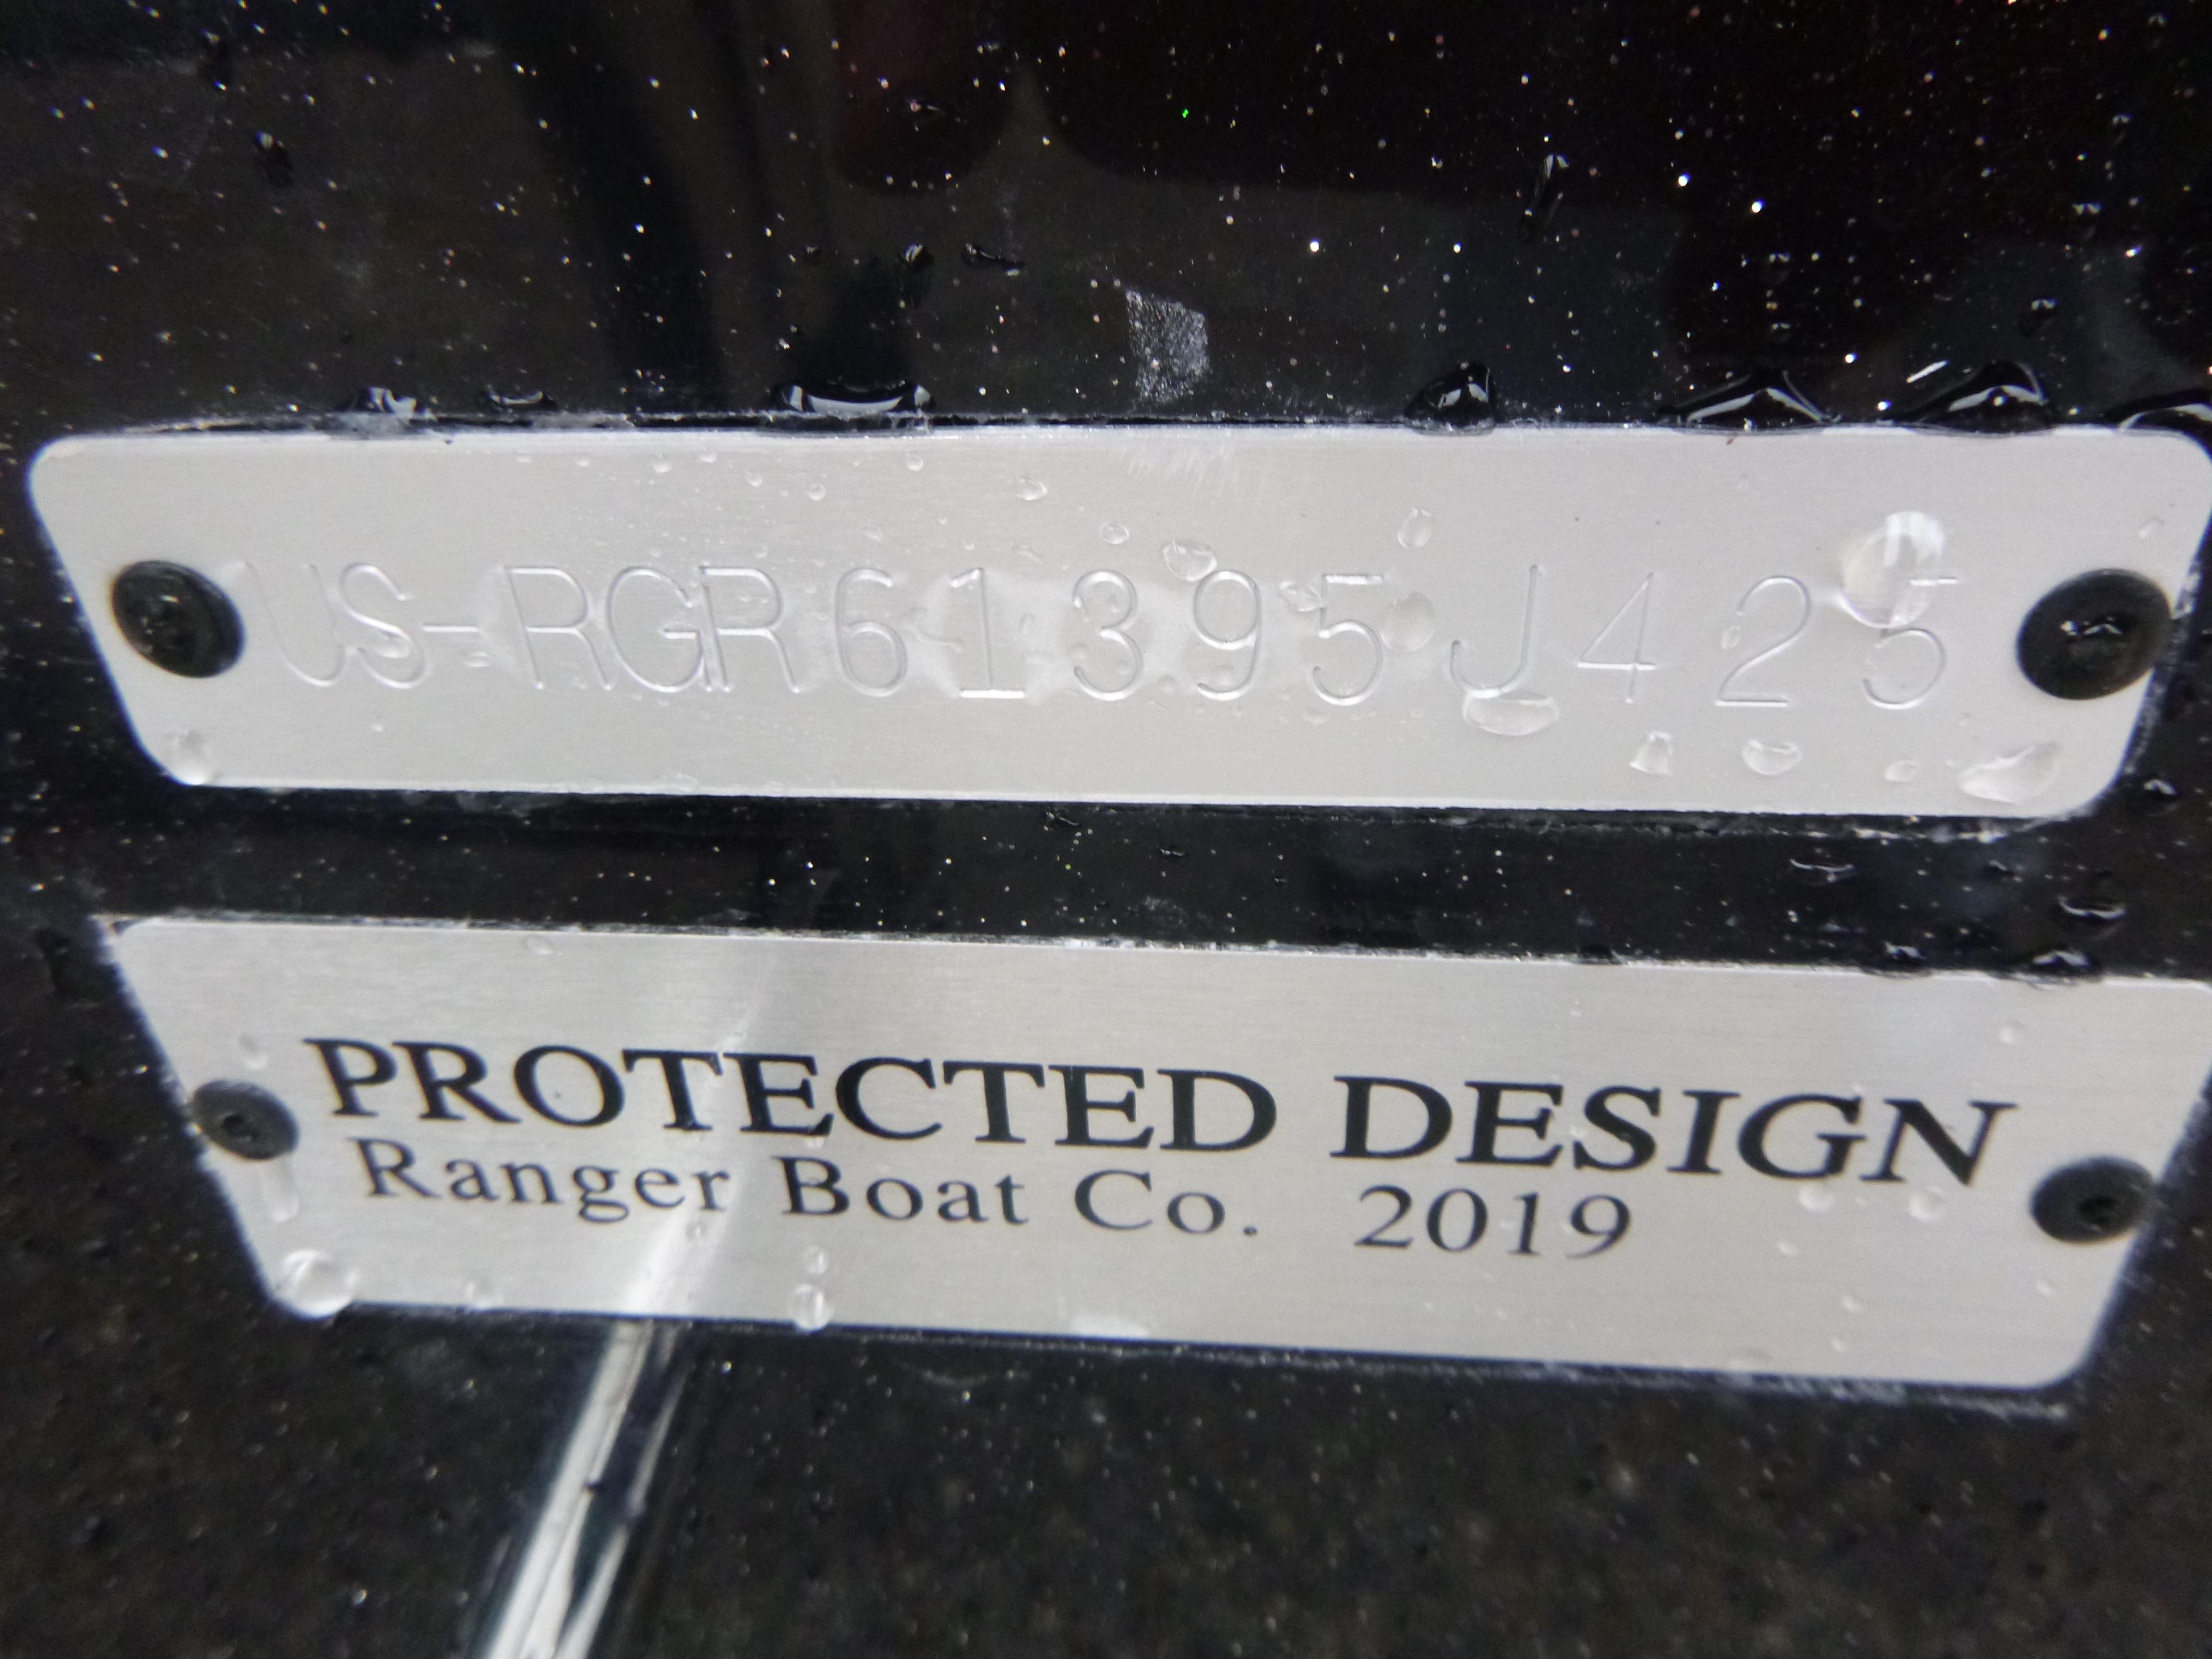 US-RGR61395J425
PROTECTED DESIGN
Ranger Boat Co. 2019